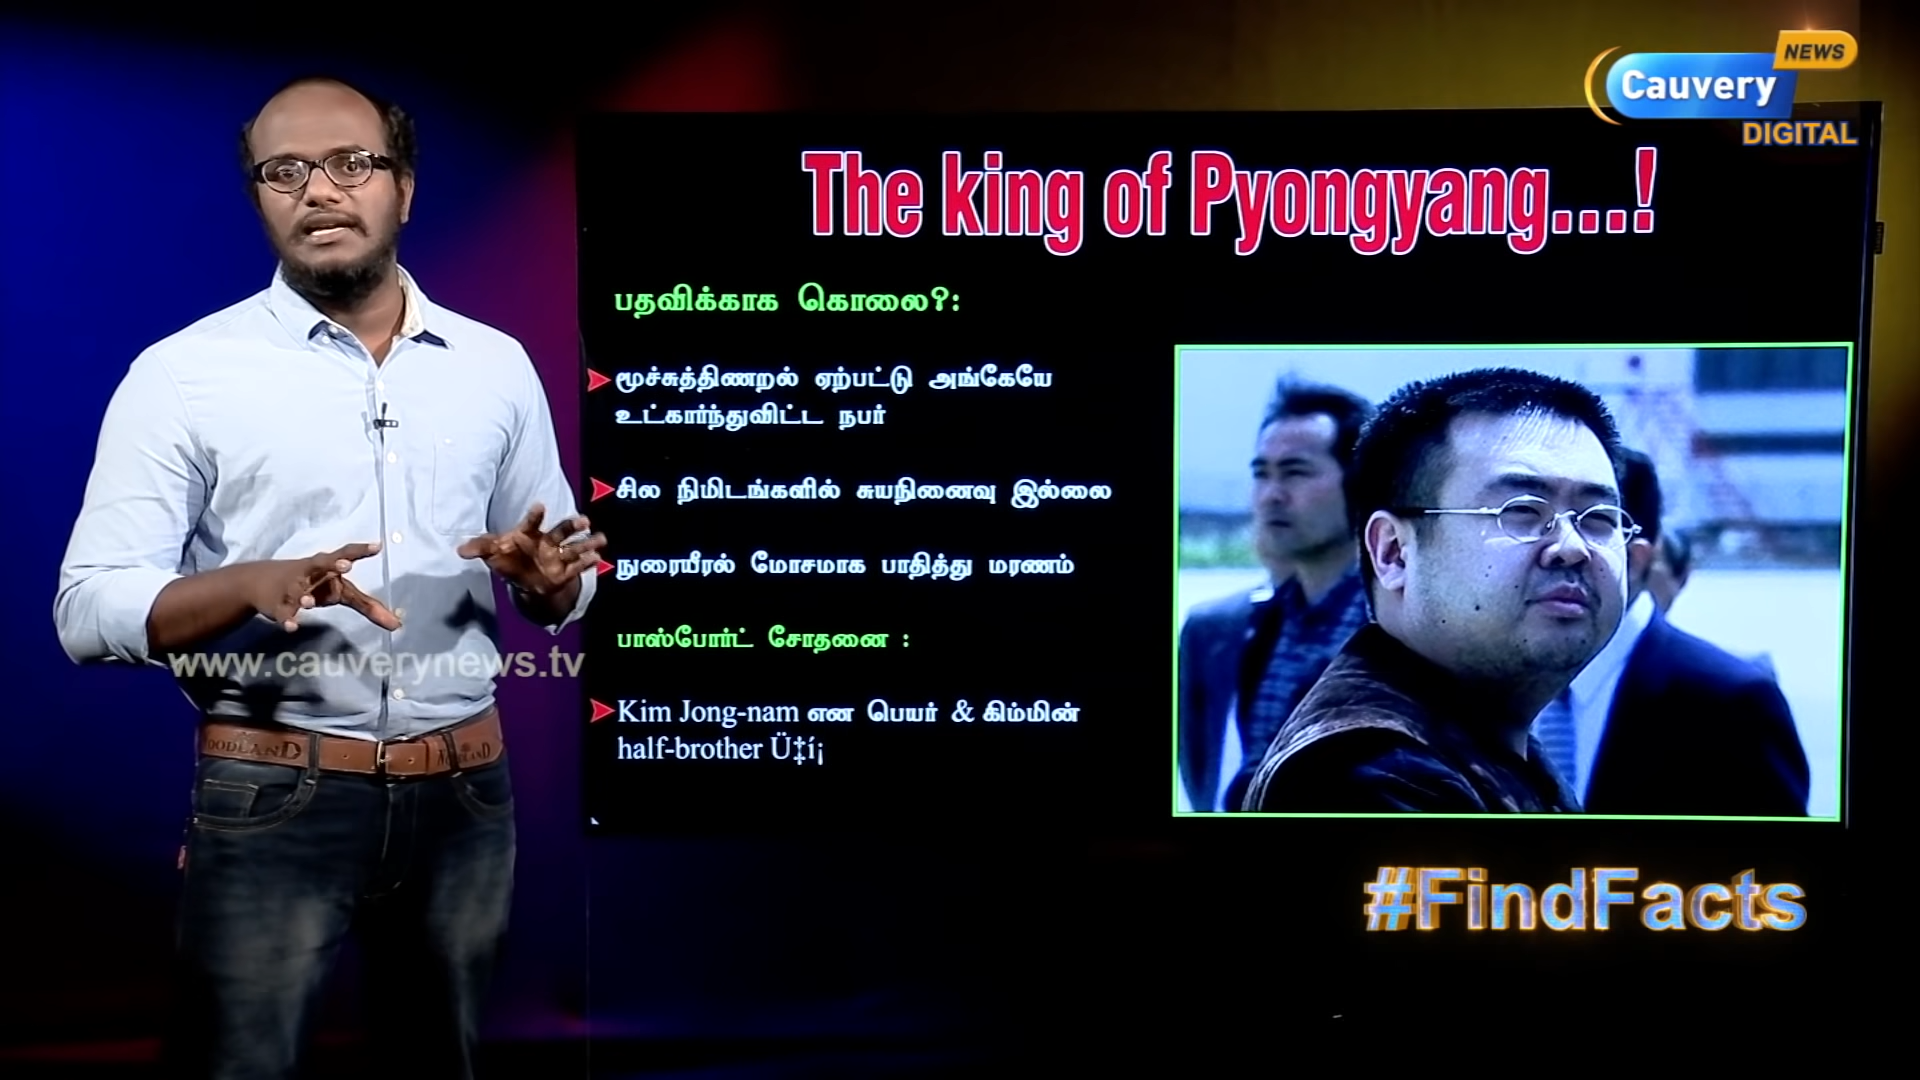 NEWS
Cauvery
DIGITAL
The king of Pyongyang...!
பதவிக்காக கொலை?:
மூச்சுத்திணறல் ஏற்பட்டு அங்கேயே
உட்கார்ந்துவிட்ட நபர்
சில நிமிடங்களில் சுயநினைவு இல்லை
நுரையீரல் மோசமாக பாதித்து மரணம்
பாஸ்போர்ட் சோதனை :
www.cauverynews.tv
Kim Jong-nam என பெயர் & கிம்மின்
half-brother Ü‡í¡
WOODLAND
#FindFacts